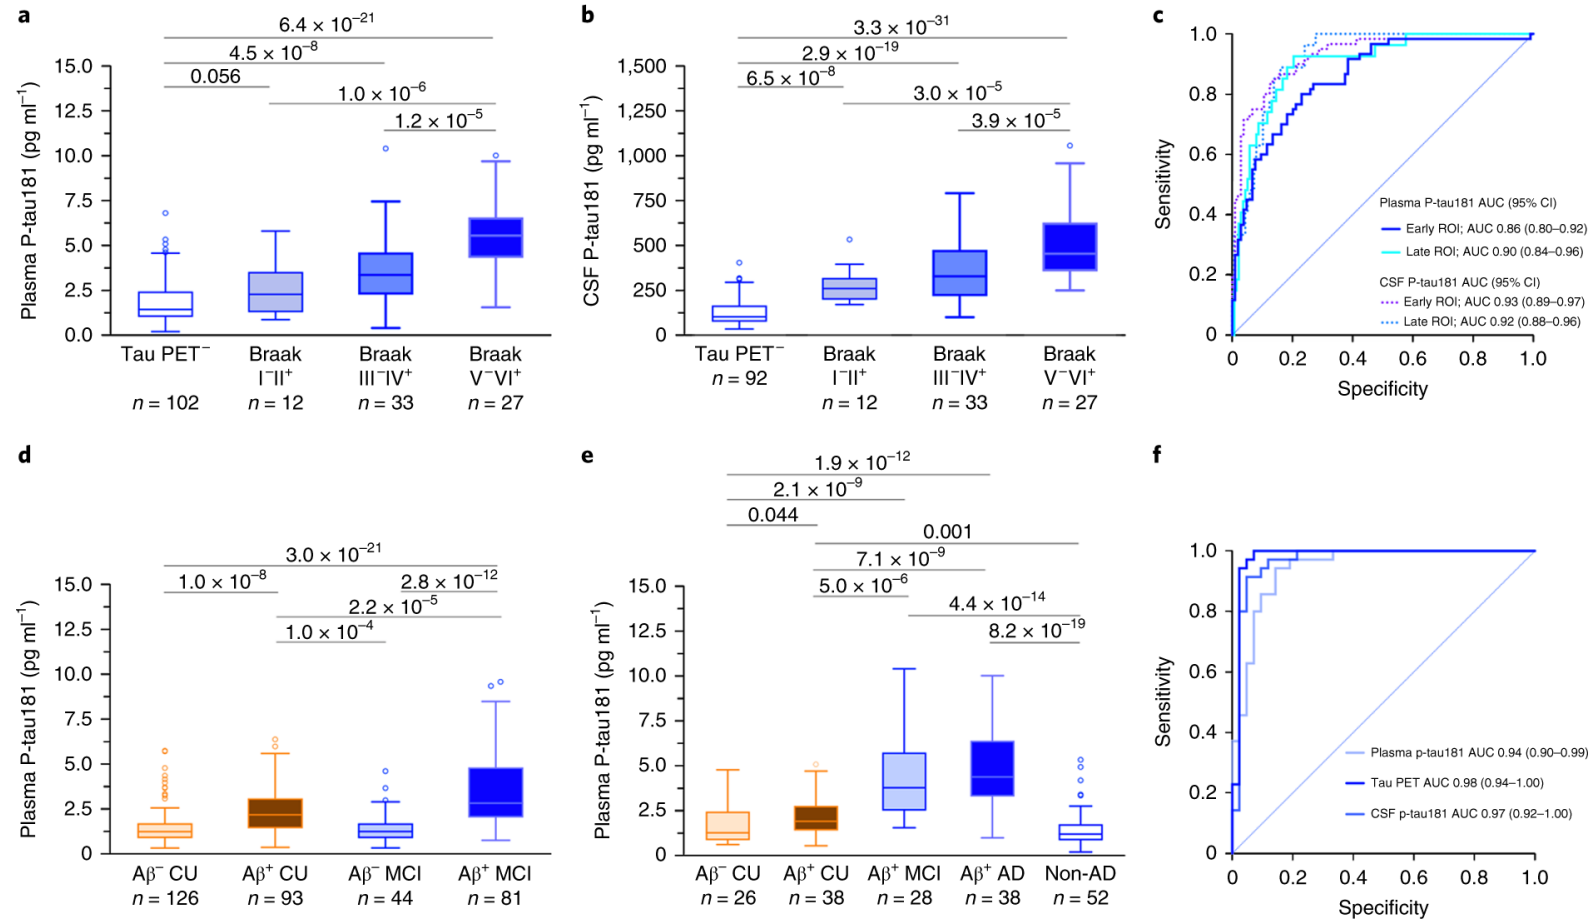 a
6.4 × 10⁻²¹
4.5 × 10⁻⁸
0.056
1.0 × 10⁻⁶
1.2 × 10⁻⁵
Plasma P-tau181 (pg ml⁻¹)
15.0
12.5
10.0
7.5
5.0
2.5
0.0
Tau PET⁻ Braak Braak Braak
I⁻II⁺ III⁻IV⁺ V⁻VI⁺
n = 102 n = 12 n = 33 n = 27
b
3.3 × 10⁻³¹
2.9 × 10⁻¹⁹
6.5 × 10⁻⁸
3.0 × 10⁻⁵
3.9 × 10⁻⁵
CSF P-tau181 (pg ml⁻¹)
1,500
1,250
1,000
750
500
250
0
Tau PET⁻ Braak Braak Braak
n = 92 I⁻II⁺ III⁻IV⁺ V⁻VI⁺
n = 12 n = 33 n = 27
c
Sensitivity
1.0
0.8
0.6
0.4
0.2
0
Plasma P-tau181 AUC (95% CI)
Early ROI; AUC 0.86 (0.80–0.92)
Late ROI; AUC 0.90 (0.84–0.96)
CSF P-tau181 AUC (95% CI)
Early ROI; AUC 0.93 (0.89–0.97)
Late ROI; AUC 0.92 (0.88–0.96)
0 0.2 0.4 0.6 0.8 1.0
Specificity
d
3.0 × 10⁻²¹
1.0 × 10⁻⁸ 2.8 × 10⁻¹²
2.2 × 10⁻⁵
1.0 × 10⁻⁴
Plasma P-tau181 (pg ml⁻¹)
15.0
12.5
10.0
7.5
5.0
2.5
0
Aβ⁻ CU Aβ⁺ CU Aβ⁻ MCI Aβ⁺ MCI
n = 126 n = 93 n = 44 n = 81
e
1.9 × 10⁻¹²
2.1 × 10⁻⁹
0.044
0.001
7.1 × 10⁻⁹
5.0 × 10⁻⁶
4.4 × 10⁻¹⁴
8.2 × 10⁻¹⁹
Plasma P-tau181 (pg ml⁻¹)
15.0
12.5
10.0
7.5
5.0
2.5
0
Aβ⁻ CU Aβ⁺ CU Aβ⁺ MCI Aβ⁺ AD Non-AD
n = 26 n = 38 n = 28 n = 38 n = 52
f
Sensitivity
1.0
0.8
0.6
0.4
0.2
0
Plasma p-tau181 AUC 0.94 (0.90–0.99)
Tau PET AUC 0.98 (0.94–1.00)
CSF p-tau181 AUC 0.97 (0.92–1.00)
0 0.2 0.4 0.6 0.8 1.0
Specificity